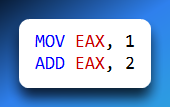 MOV EAX, 1
ADD EAX, 2